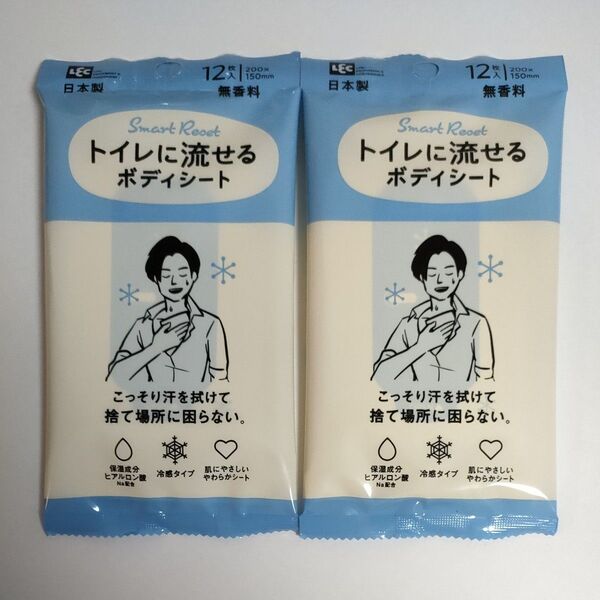 LEC
日本製
12枚入
200×150mm
無香料
Smart Reset
トイレに流せる
ボディシート
こっそり汗を拭けて
捨て場所に困らない。
保湿成分
ヒアルロン酸
Na配合
冷感タイプ
肌にやさしい
やわらかシート
LEC
日本製
12枚入
200×150mm
無香料
Smart Reset
トイレに流せる
ボディシート
こっそり汗を拭けて
捨て場所に困らない。
保湿成分
ヒアルロン酸
Na配合
冷感タイプ
肌にやさしい
やわらかシート